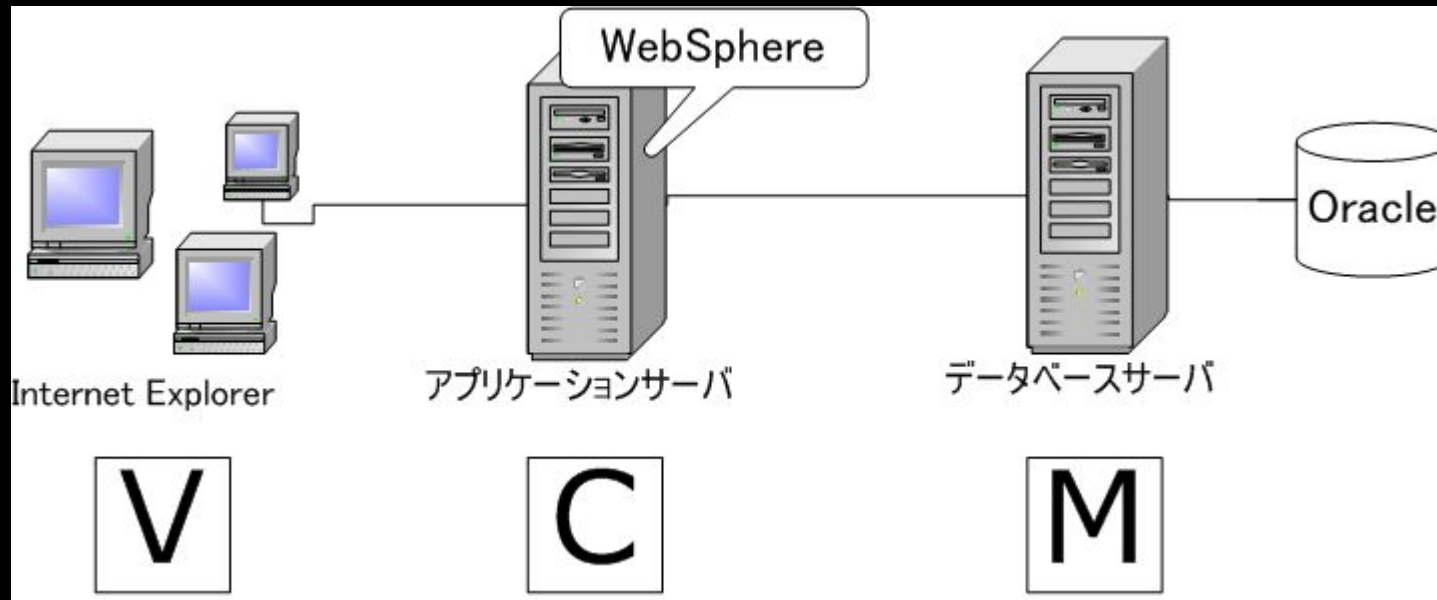 WebSphere
Oracle
Internet Explorer
アプリケーションサーバ
データベースサーバ
V
C
M